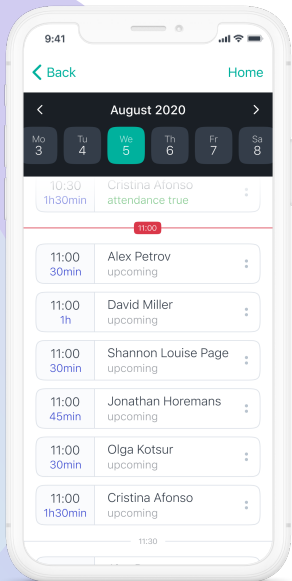 9:41
Back Home
August 2020
Mo Tu We Th Fr Sa
3 4 5 6 7 8
10:30 Cristina Afonso
1h30min attendance true
11:00
11:00 Alex Petrov
30min upcoming
11:00 David Miller
1h upcoming
11:00 Shannon Louise Page
30min upcoming
11:00 Jonathan Horemans
45min upcoming
11:00 Olga Kotsur
30min upcoming
11:00 Cristina Afonso
1h30min upcoming
11:30